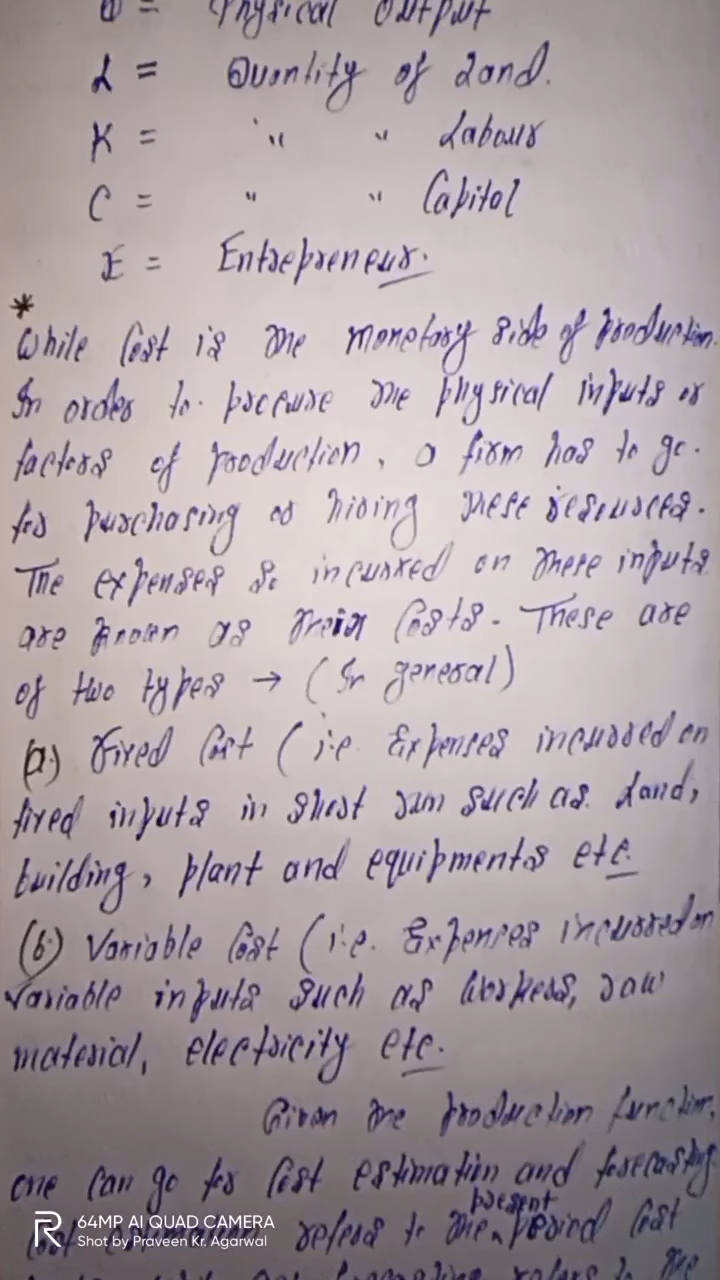 Q = Physical Output
L = Quantity of Land.
K = " " Labour
C = " " Capital
E = Entrepreneur.
*
While Cost is the monetary side of production.
In order to procure the physical inputs or
factors of production, a firm has to go
for purchasing or hiring these resources.
The expenses so incurred on these inputs
are known as their Costs. These are
of two types → (In general)
(a) Fixed Cost (i.e. Expenses incurred on
fixed inputs in short run such as Land,
building, plant and equipments etc.
(b) Variable Cost (i.e. Expenses incurred on
variable inputs such as workers, raw
material, electricity etc.
Given the production function,
one can go for Cost estimation and forecasting
present
Cost refers to the period Cost
forecasting refers to the
64MP AI QUAD CAMERA
Shot by Praveen Kr. Agarwal